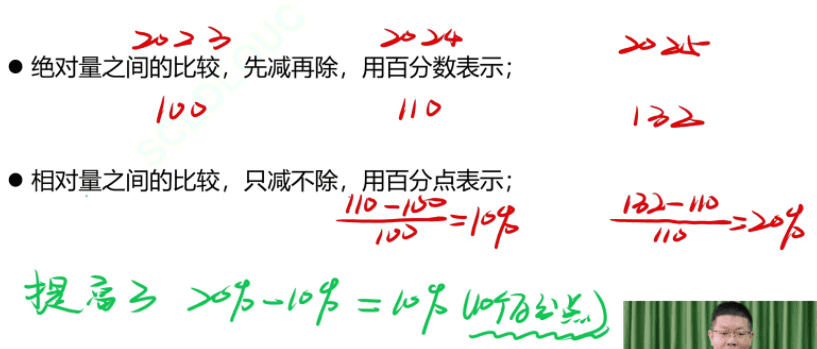 2023 2024 2025
● 绝对量之间的比较，先减再除，用百分数表示；
100 110 132
● 相对量之间的比较，只减不除，用百分点表示；
110-100/100=10% 132-110/110=20%
提高了 20%-10%=10%(10个百分点)